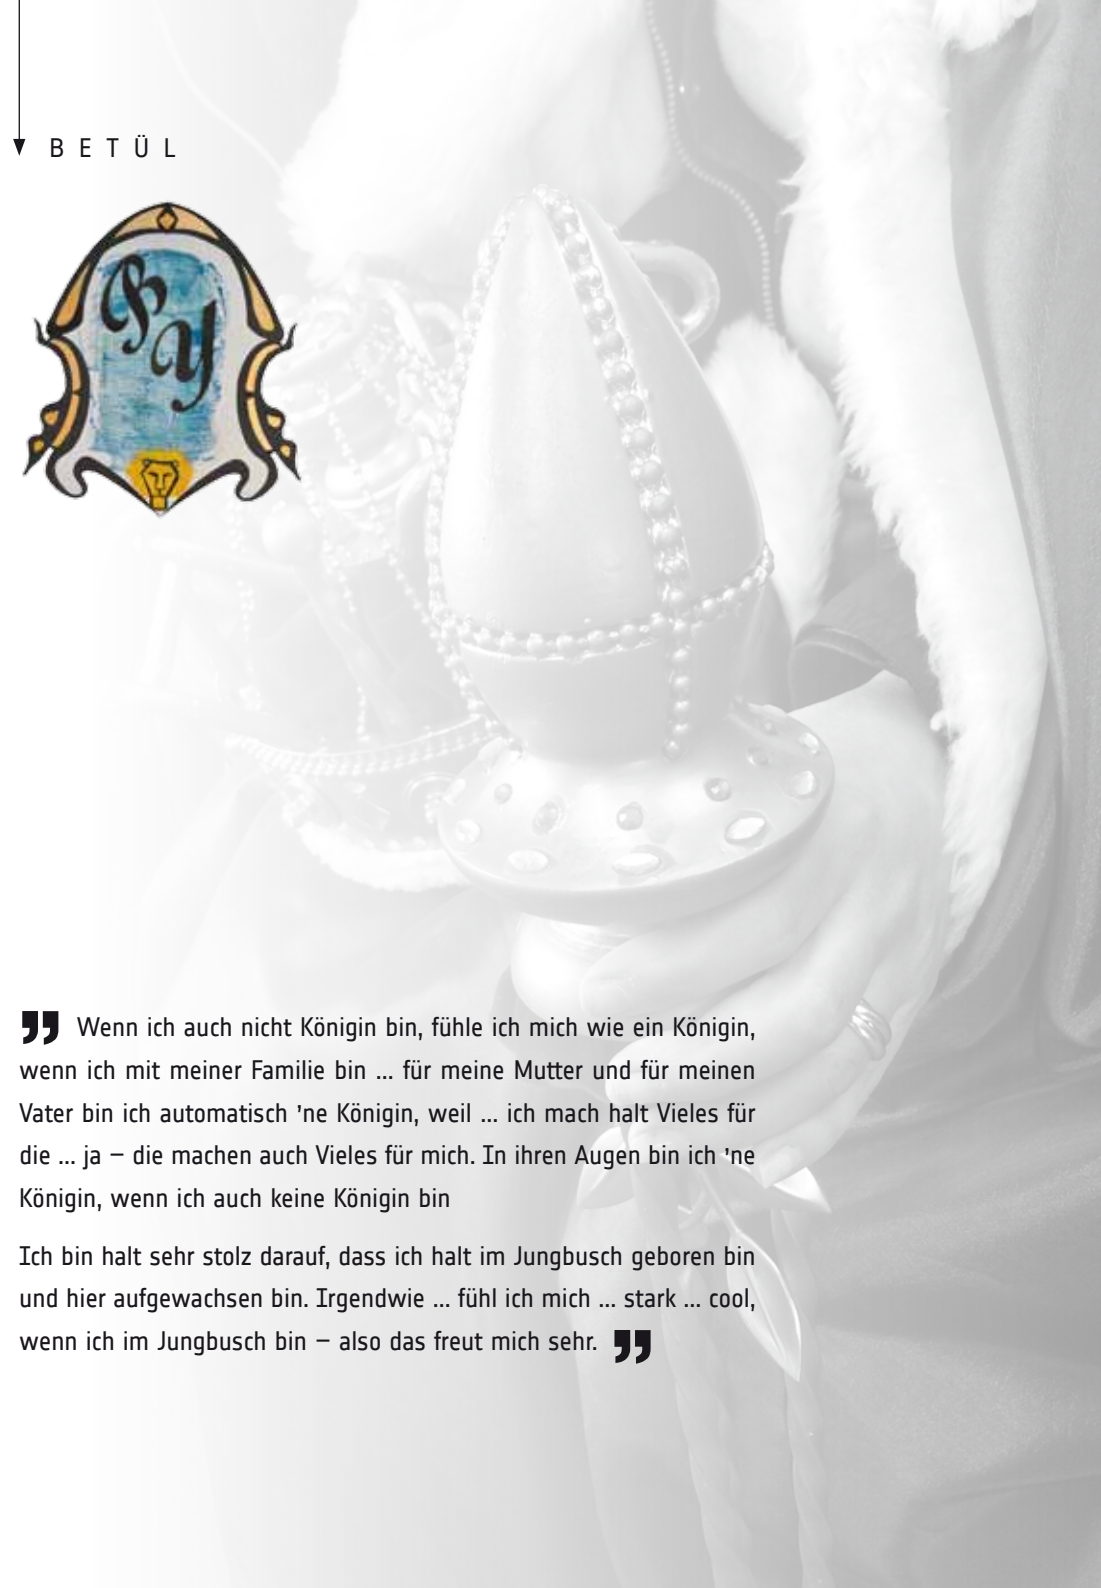 BETÜL
B
Y
„ Wenn ich auch nicht Königin bin, fühle ich mich wie ein Königin,
wenn ich mit meiner Familie bin ... für meine Mutter und für meinen
Vater bin ich automatisch ’ne Königin, weil ... ich mach halt Vieles für
die ... ja – die machen auch Vieles für mich. In ihren Augen bin ich ’ne
Königin, wenn ich auch keine Königin bin
Ich bin halt sehr stolz darauf, dass ich halt im Jungbusch geboren bin
und hier aufgewachsen bin. Irgendwie ... fühl ich mich ... stark ... cool,
wenn ich im Jungbusch bin – also das freut mich sehr. ”